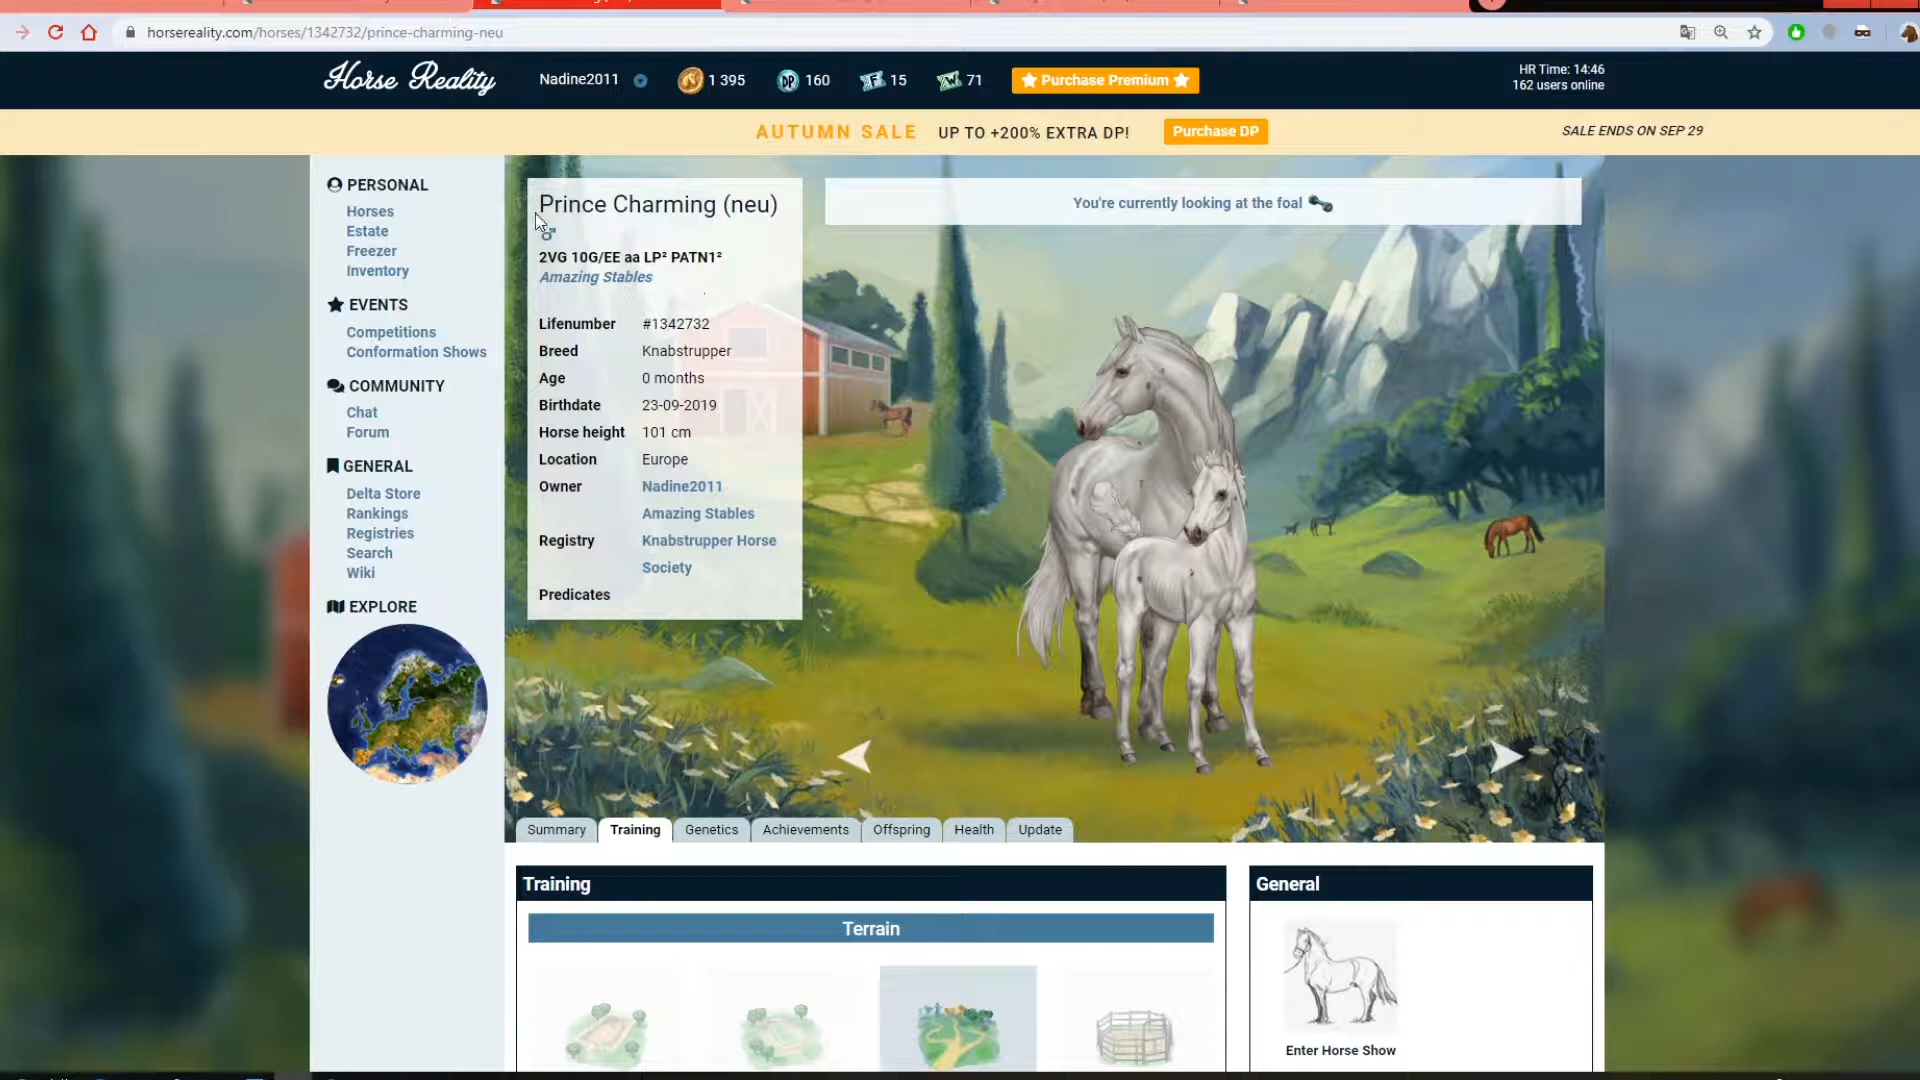 horsereality.com/horses/1342732/prince-charming-neu
Horse Reality
Nadine2011
1 395
DP 160
15
71
Purchase Premium
HR Time: 14:46
162 users online
AUTUMN SALE UP TO +200% EXTRA DP!
Purchase DP
SALE ENDS ON SEP 29
PERSONAL
Horses
Estate
Freezer
Inventory
EVENTS
Competitions
Conformation Shows
COMMUNITY
Chat
Forum
GENERAL
Delta Store
Rankings
Registries
Search
Wiki
EXPLORE
Prince Charming (neu)
♂
2VG 10G/EE aa LP² PATN1²
Amazing Stables
Lifenumber #1342732
Breed Knabstrupper
Age 0 months
Birthdate 23-09-2019
Horse height 101 cm
Location Europe
Owner Nadine2011
Amazing Stables
Registry Knabstrupper Horse
Society
Predicates
You're currently looking at the foal
Summary Training Genetics Achievements Offspring Health Update
Training
Terrain
General
Enter Horse Show